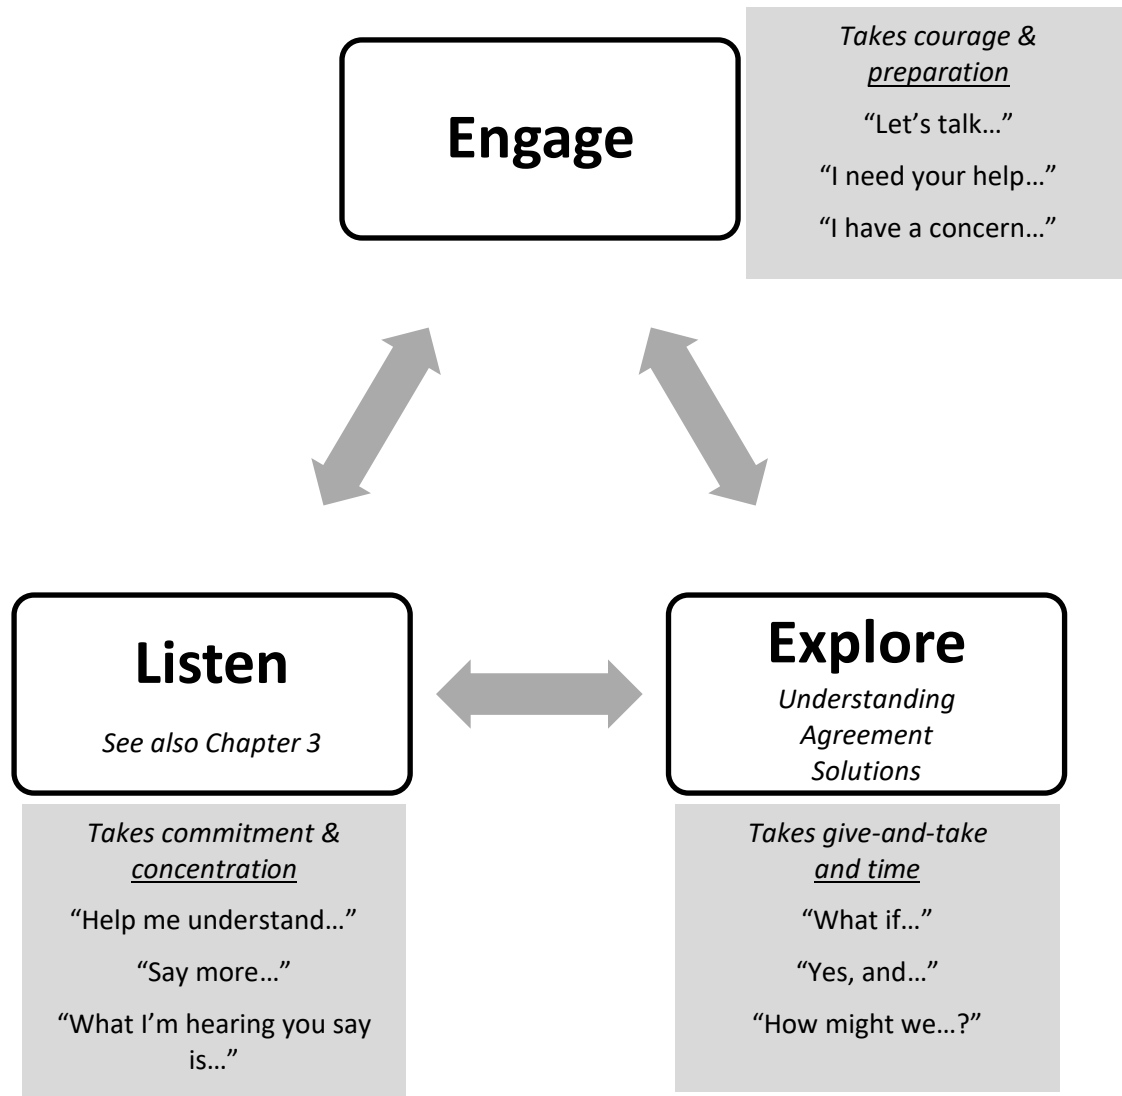 Engage
Takes courage &
preparation
“Let’s talk…”
“I need your help…”
“I have a concern…”
Listen
See also Chapter 3
Takes commitment &
concentration
“Help me understand…”
“Say more…”
“What I’m hearing you say
is…”
Explore
Understanding
Agreement
Solutions
Takes give-and-take
and time
“What if…”
“Yes, and…”
“How might we…?”